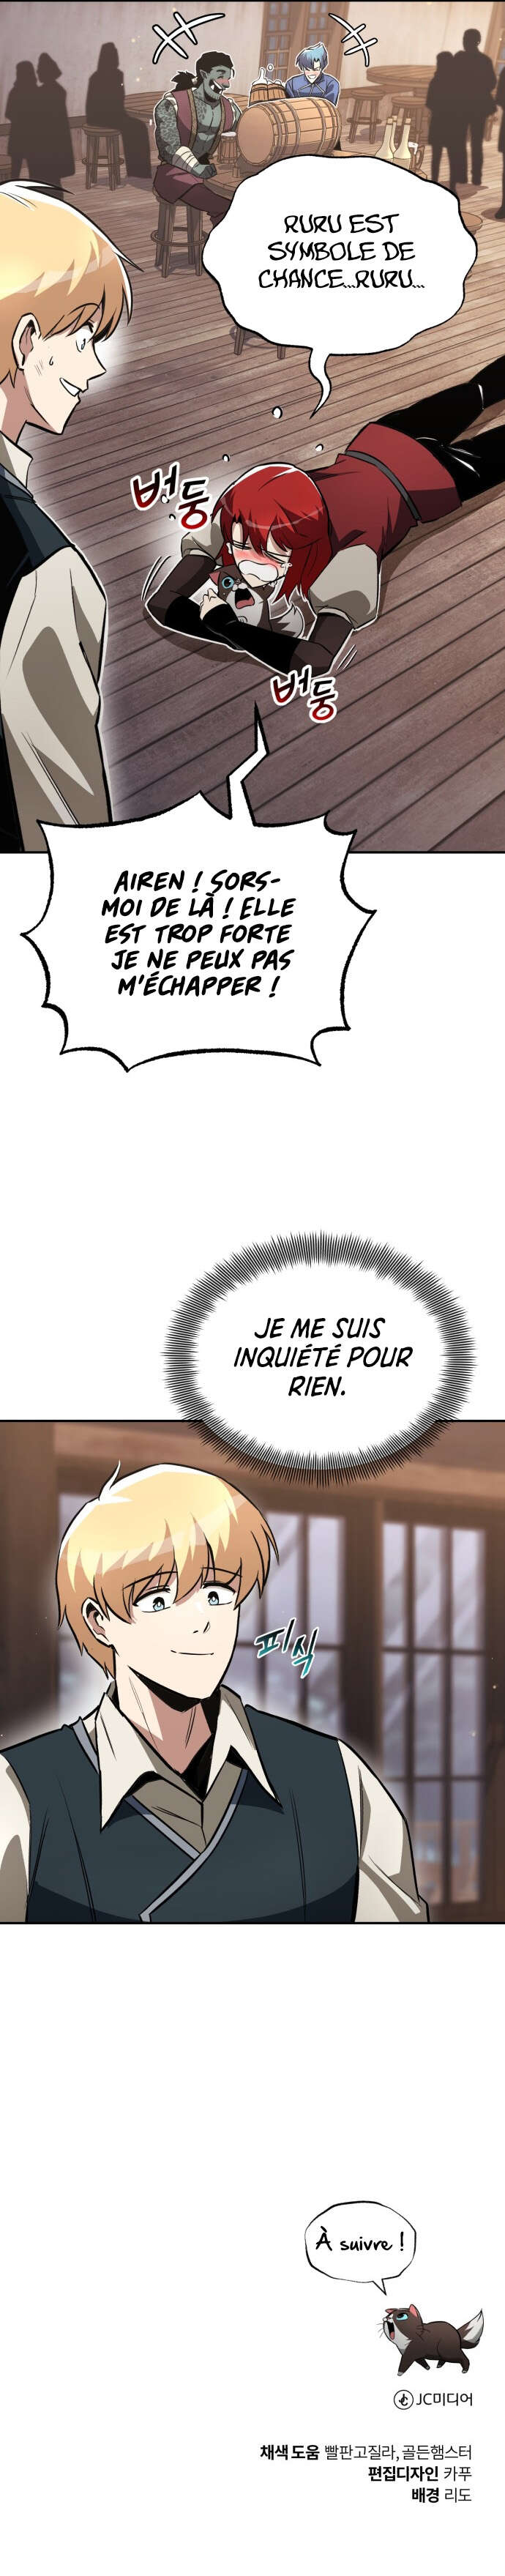 RURU EST
SYMBOLE DE
CHANCE...RURU...
버둥
버둥
AIREN ! SORS-
MOI DE LÀ ! ELLE
EST TROP FORTE
JE NE PEUX PAS
M'ÉCHAPPER !
JE ME SUIS
INQUIÉTÉ POUR
RIEN.
피식
À suivre !
JC미디어
채색 도움 빨판고질라, 골든햄스터
편집디자인 카푸
배경 리도